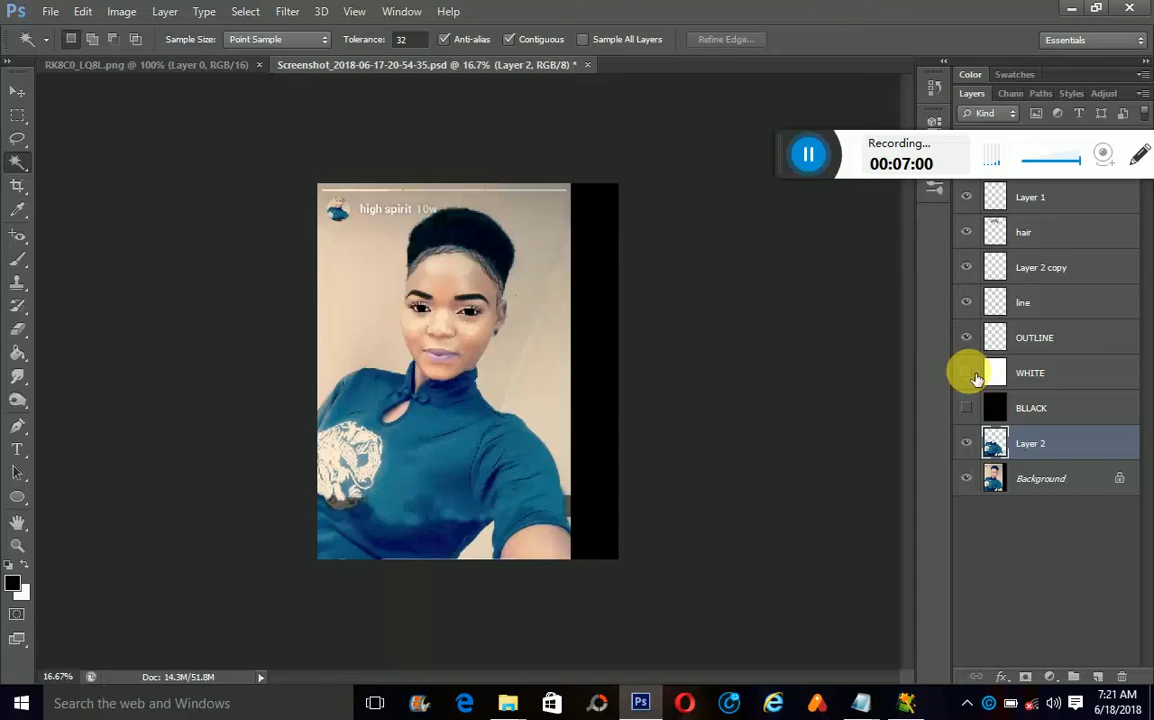 Ps File Edit Image Layer Type Select Filter 3D View Window Help
Sample Size: Point Sample Tolerance: 32 Anti-alias Contiguous Sample All Layers Refine Edge... Essentials
RK8C0_LQ8L.png @ 100% (Layer 0, RGB/16) × Screenshot_2018-06-17-20-54-35.psd @ 16.7% (Layer 2, RGB/8) * ×
Color Swatches
Layers Chann Paths Styles Adjust
Kind
Recording...
00:07:00
high spirit 10w
Layer 1
hair
Layer 2 copy
line
OUTLINE
WHITE
BLLACK
Layer 2
Background
16.67% Doc: 14.3M/51.8M
Search the web and Windows
Ps
7:21 AM
6/18/2018